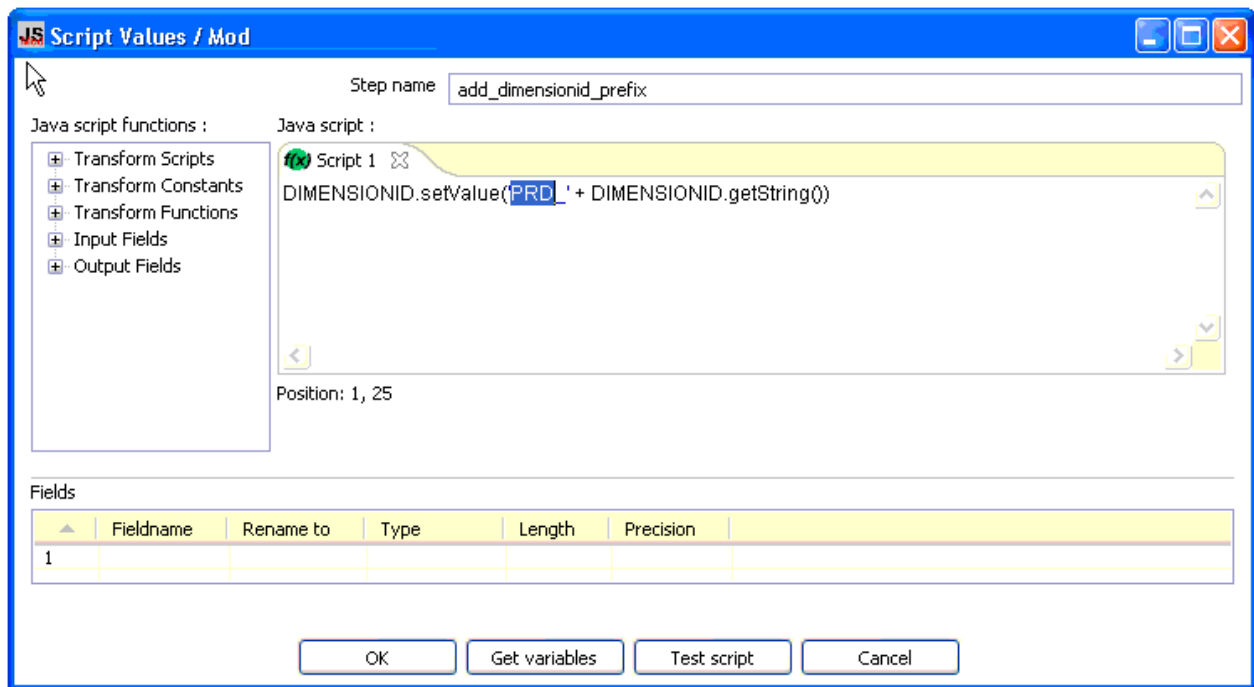 JS Script Values / Mod
Step name add_dimensionid_prefix
Java script functions : Java script :
Transform Scripts
Transform Constants
Transform Functions
Input Fields
Output Fields
f(x) Script 1
DIMENSIONID.setValue('PRD_' + DIMENSIONID.getString())
Position: 1, 25
Fields
Fieldname Rename to Type Length Precision
1
OK Get variables Test script Cancel